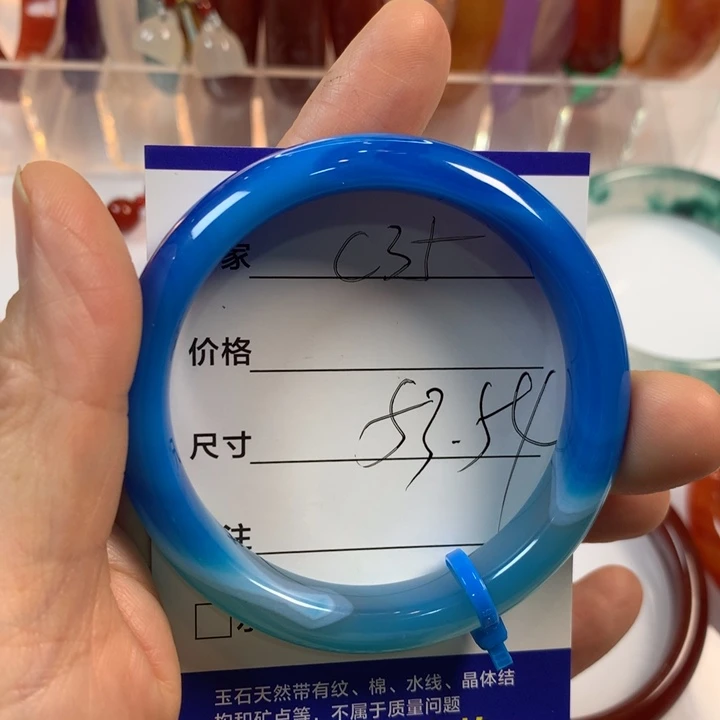 家 C35
价格
尺寸 53-54
注
玉石天然带有纹、棉、水线、晶体结
构和矿点等，不属于质量问题